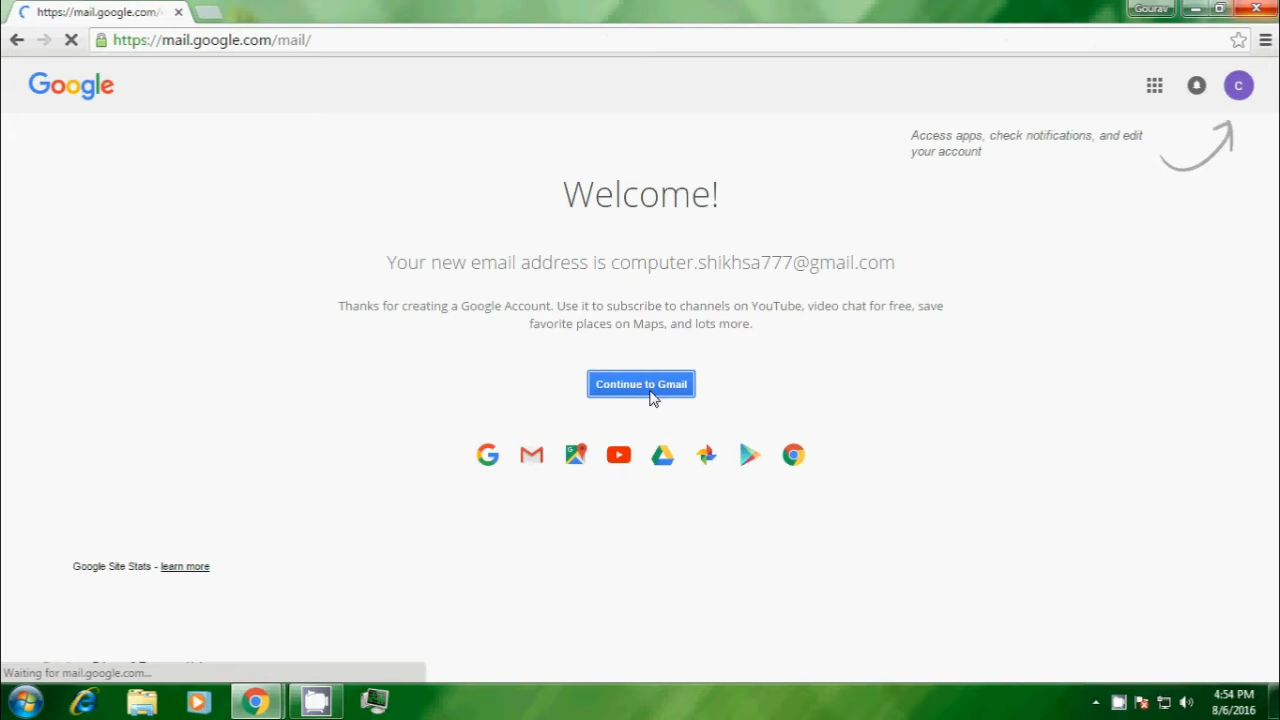 https://mail.google.com/
Gourav
https://mail.google.com/mail/
Google
C
Access apps, check notifications, and edit
your account
Welcome!
Your new email address is computer.shikhsa777@gmail.com
Thanks for creating a Google Account. Use it to subscribe to channels on YouTube, video chat for free, save
favorite places on Maps, and lots more.
Continue to Gmail
Google Site Stats - learn more
Waiting for mail.google.com...
4:54 PM
8/6/2016